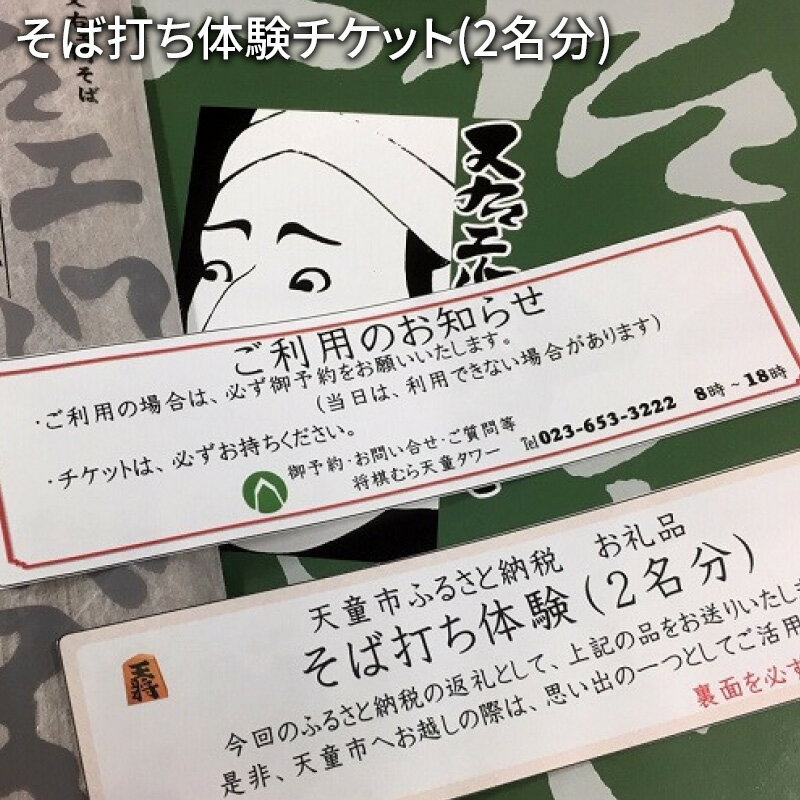 そば打ち体験チケット(2名分)
ご利用のお知らせ
・ご利用の場合は、必ず御予約をお願いいたします。
(当日は、利用できない場合があります)
・チケットは、必ずお持ちください。
御予約・お問い合せ・ご質問等
将棋むら天童タワー
℡023-653-3222 8時~18時
天童市ふるさと納税 お礼品
そば打ち体験(2名分)
王将
今回のふるさと納税の返礼として、上記の品をお送りいたしま
是非、天童市へお越しの際は、思い出の一つとしてご活用
裏面を必ず